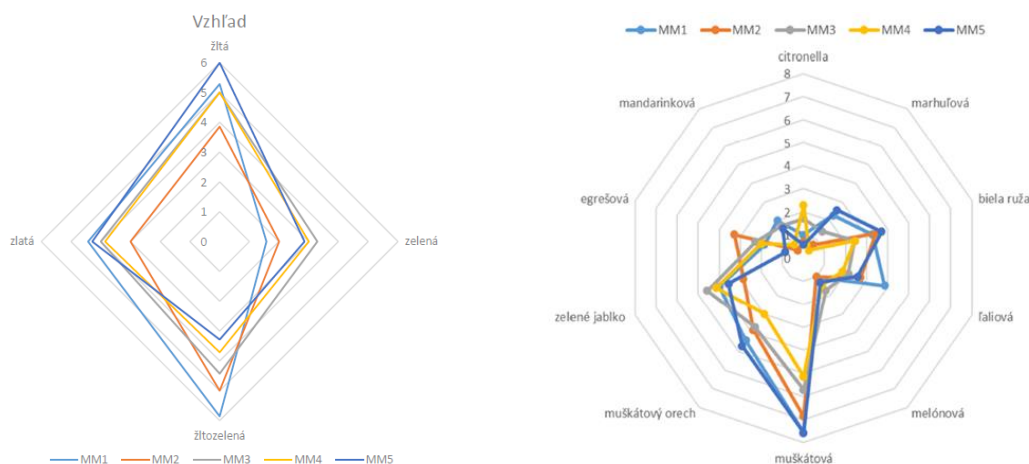 Vzhľad
žltá
6
5
4
3
2
1
0
zlatá
zelená
žltozelená
MM1 MM2 MM3 MM4 MM5
MM1 MM2 MM3 MM4 MM5
citronella
8
7
6
5
4
3
2
1
0
mandarinková
marhuľová
egrešová
biela ruža
zelené jablko
ľaliová
muškátový orech
melónová
muškátová